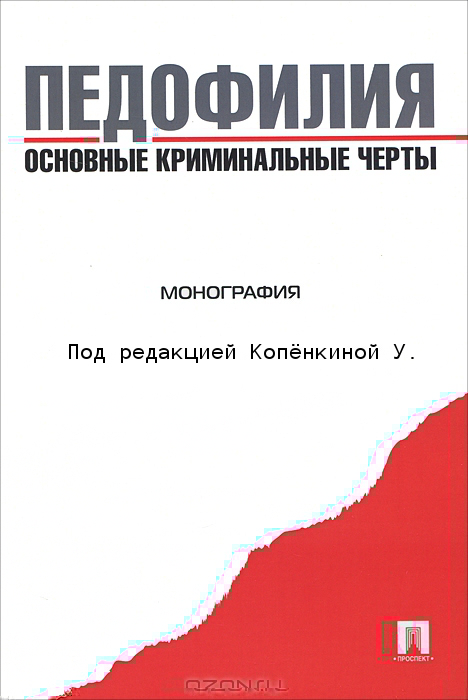 ПЕДОФИЛИЯ
ОСНОВНЫЕ КРИМИНАЛЬНЫЕ ЧЕРТЫ
МОНОГРАФИЯ
Под редакцией Копёнкиной У.
• ПРОСПЕКТ •
OZON.ru